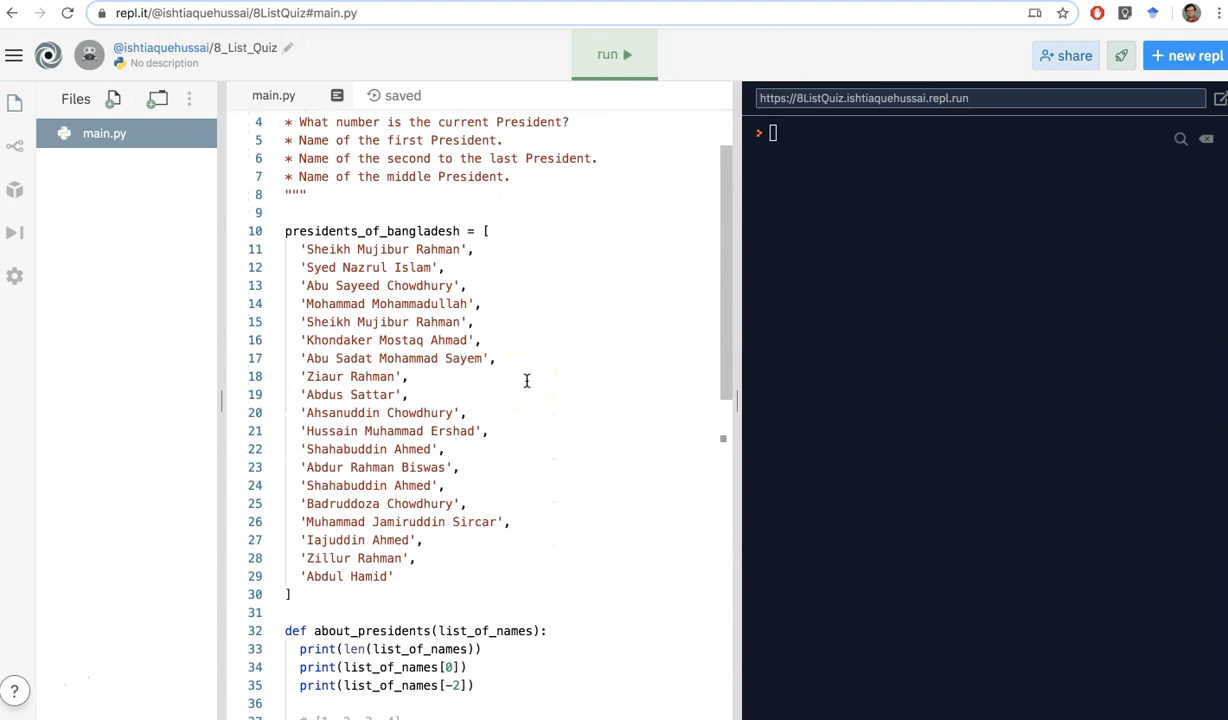 repl.it/@ishtiaquehussai/8ListQuiz#main.py
@ishtiaquehussai/8_List_Quiz
No description
run
share
+ new repl
Files
main.py
saved
https://8ListQuiz.ishtiaquehussai.repl.run
main.py
4 * What number is the current President?
5 * Name of the first President.
6 * Name of the second to the last President.
7 * Name of the middle President.
8 """
9
10 presidents_of_bangladesh = [
11 'Sheikh Mujibur Rahman',
12 'Syed Nazrul Islam',
13 'Abu Sayeed Chowdhury',
14 'Mohammad Mohammadullah',
15 'Sheikh Mujibur Rahman',
16 'Khondaker Mostaq Ahmad',
17 'Abu Sadat Mohammad Sayem',
18 'Ziaur Rahman',
19 'Abdus Sattar',
20 'Ahsanuddin Chowdhury',
21 'Hussain Muhammad Ershad',
22 'Shahabuddin Ahmed',
23 'Abdur Rahman Biswas',
24 'Shahabuddin Ahmed',
25 'Badruddoza Chowdhury',
26 'Muhammad Jamiruddin Sircar',
27 'Iajuddin Ahmed',
28 'Zillur Rahman',
29 'Abdul Hamid'
30 ]
31
32 def about_presidents(list_of_names):
33 print(len(list_of_names))
34 print(list_of_names[0])
35 print(list_of_names[-2])
36
?